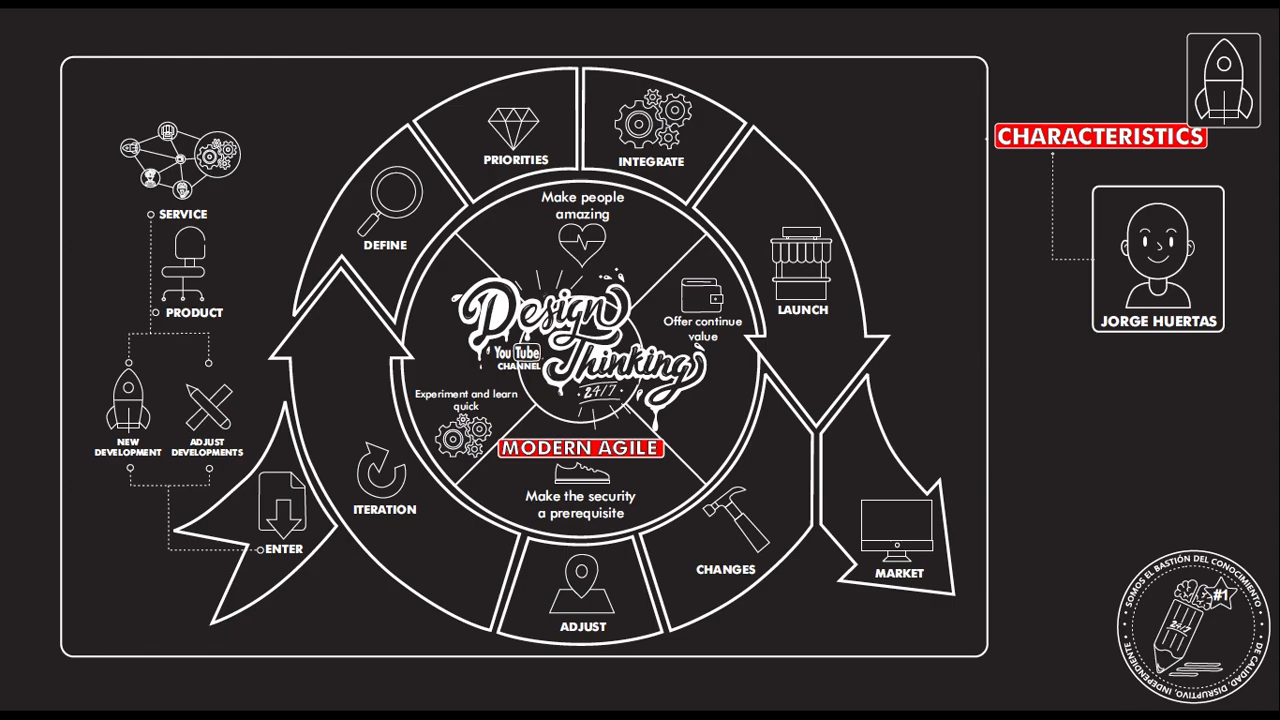 CHARACTERISTICS
JORGE HUERTAS
PRIORITIES
INTEGRATE
DEFINE
LAUNCH
SERVICE
PRODUCT
NEW
DEVELOPMENT
ADJUST
DEVELOPMENTS
ENTER
ITERATION
ADJUST
CHANGES
MARKET
Make people
amazing
Offer continue
value
Design
Thinking
24/7
You Tube
CHANNEL
Experiment and learn
quick
MODERN AGILE
Make the security
a prerequisite
SOMOS EL BASTIÓN DEL CONOCIMIENTO
DE CALIDAD, DISRUPTIVO, INDEPENDIENTE
#1
24/7